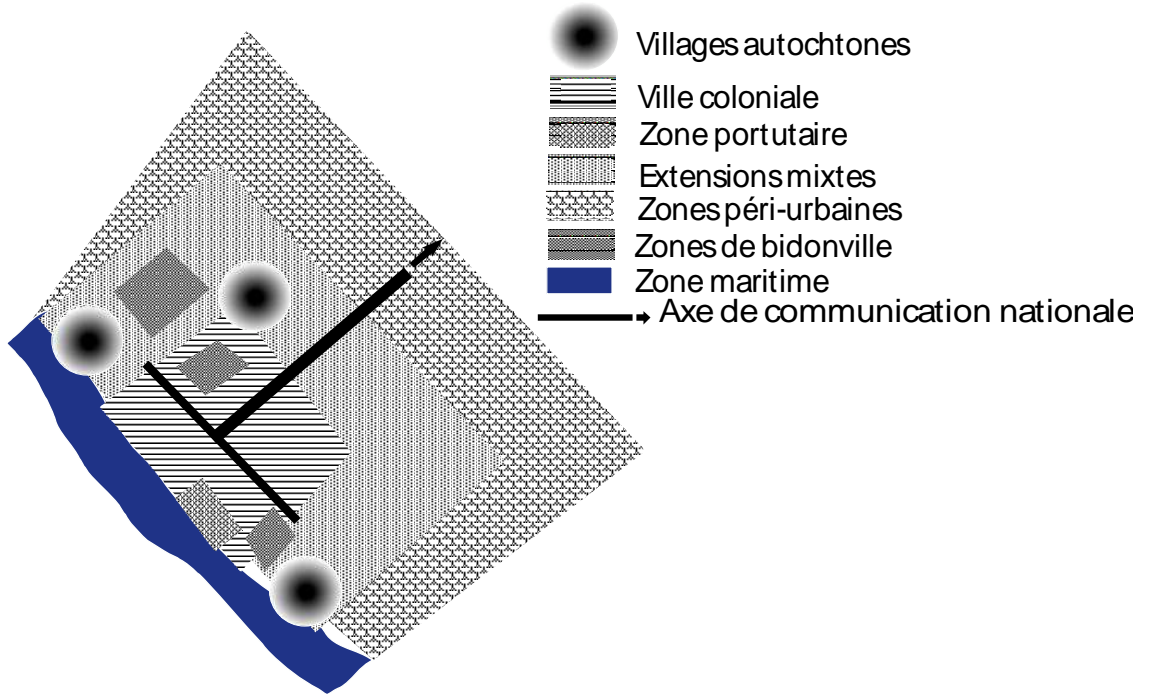 Villages autochtones
Ville coloniale
Zone portutaire
Extensions mixtes
Zones péri-urbaines
Zones de bidonville
Zone maritime
Axe de communication nationale